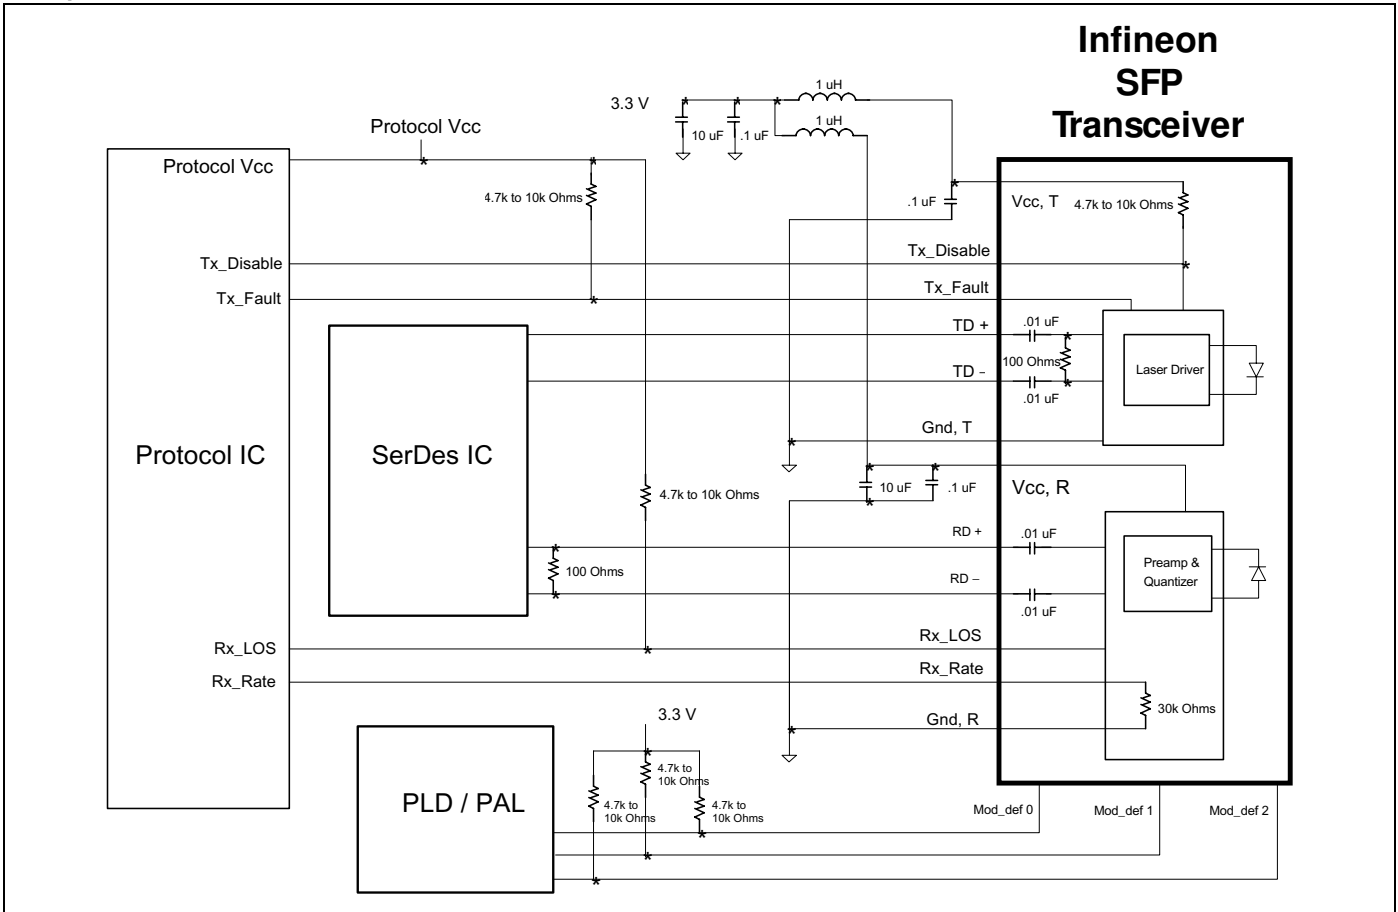 Infineon
SFP
Transceiver
1 uH
3.3 V
1 uH
10 uF
.1 uF
Protocol Vcc
Protocol Vcc
4.7k to 10k Ohms
.1 uF
Vcc, T
4.7k to 10k Ohms
Tx_Disable
Tx_Disable
Tx_Fault
Tx_Fault
TD +
.01 uF
100 Ohms
TD –
.01 uF
Laser Driver
Gnd, T
Protocol IC
SerDes IC
4.7k to 10k Ohms
10 uF
.1 uF
Vcc, R
RD +
.01 uF
100 Ohms
RD –
.01 uF
Preamp &
Quantizer
Rx_LOS
Rx_LOS
Rx_Rate
Rx_Rate
30k Ohms
Gnd, R
3.3 V
PLD / PAL
4.7k to
10k Ohms
4.7k to
10k Ohms
4.7k to
10k Ohms
Mod_def 0
Mod_def 1
Mod_def 2